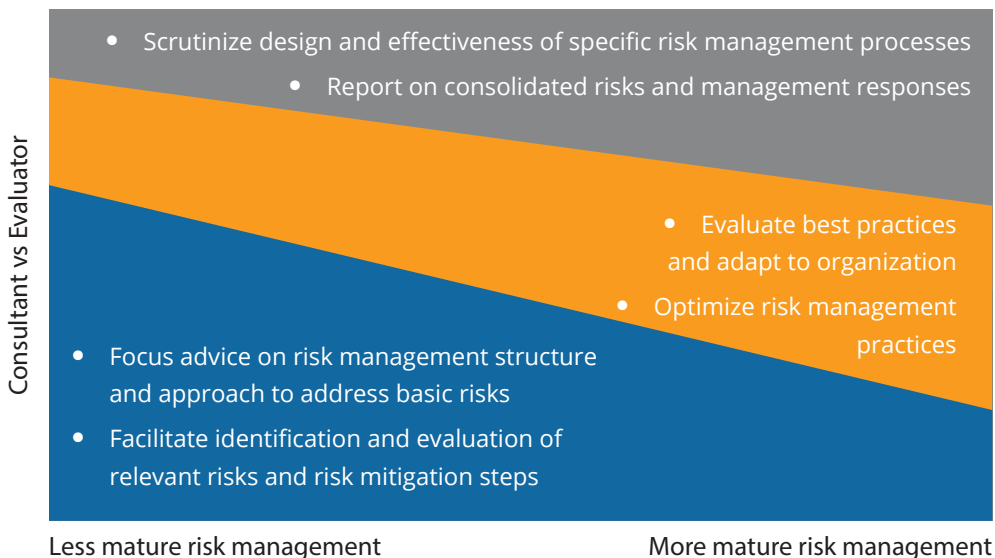 Consultant vs Evaluator
• Scrutinize design and effectiveness of specific risk management processes
• Report on consolidated risks and management responses
• Evaluate best practices
and adapt to organization
• Optimize risk management
practices
• Focus advice on risk management structure
and approach to address basic risks
• Facilitate identification and evaluation of
relevant risks and risk mitigation steps
Less mature risk management
More mature risk management